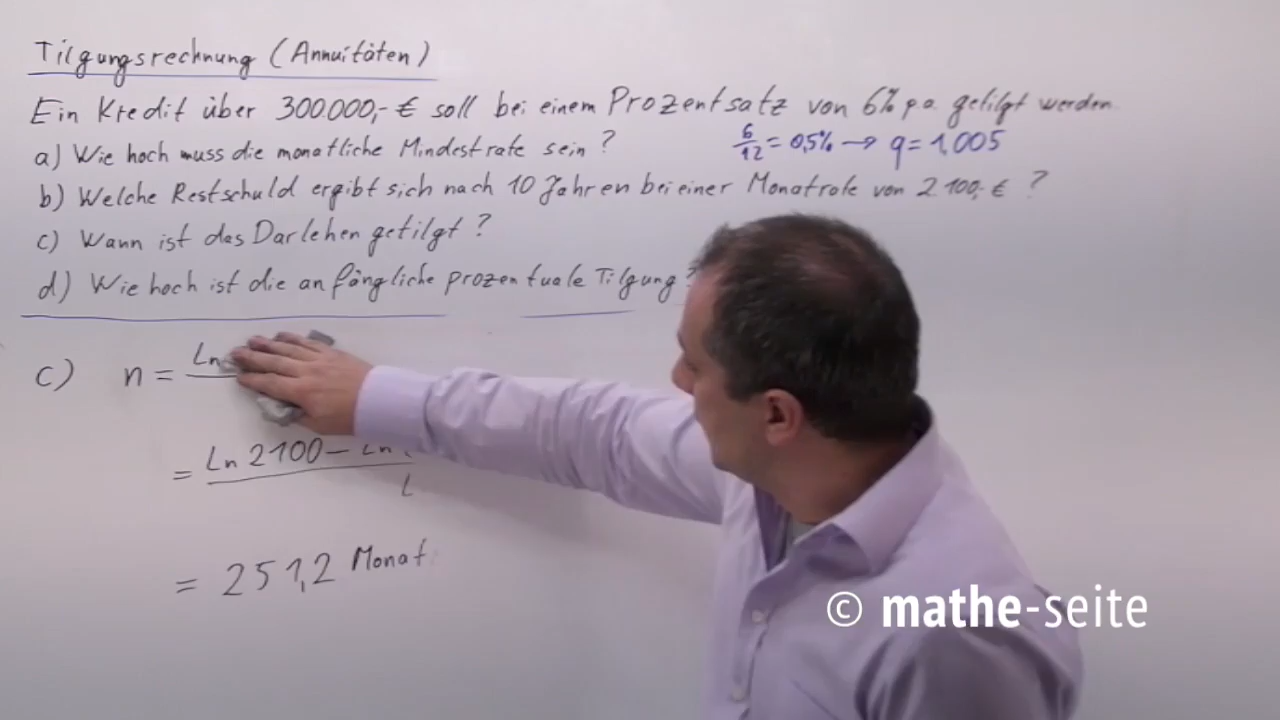 Tilgungsrechnung (Annuitäten)
Ein Kredit über 300.000,- € soll bei einem Prozentsatz von 6% p.a. getilgt werden.
a) Wie hoch muss die monatliche Mindestrate sein ?
6/12 = 0,5% → q = 1,005
b) Welche Restschuld ergibt sich nach 10 Jahren bei einer Monatrate von 2.100,- € ?
c) Wann ist das Darlehen getilgt ?
d) Wie hoch ist die anfängliche prozentuale Tilgung ?
c) n = Ln
= Ln 2100 – Ln
= 251,2 Monat
© mathe-seite